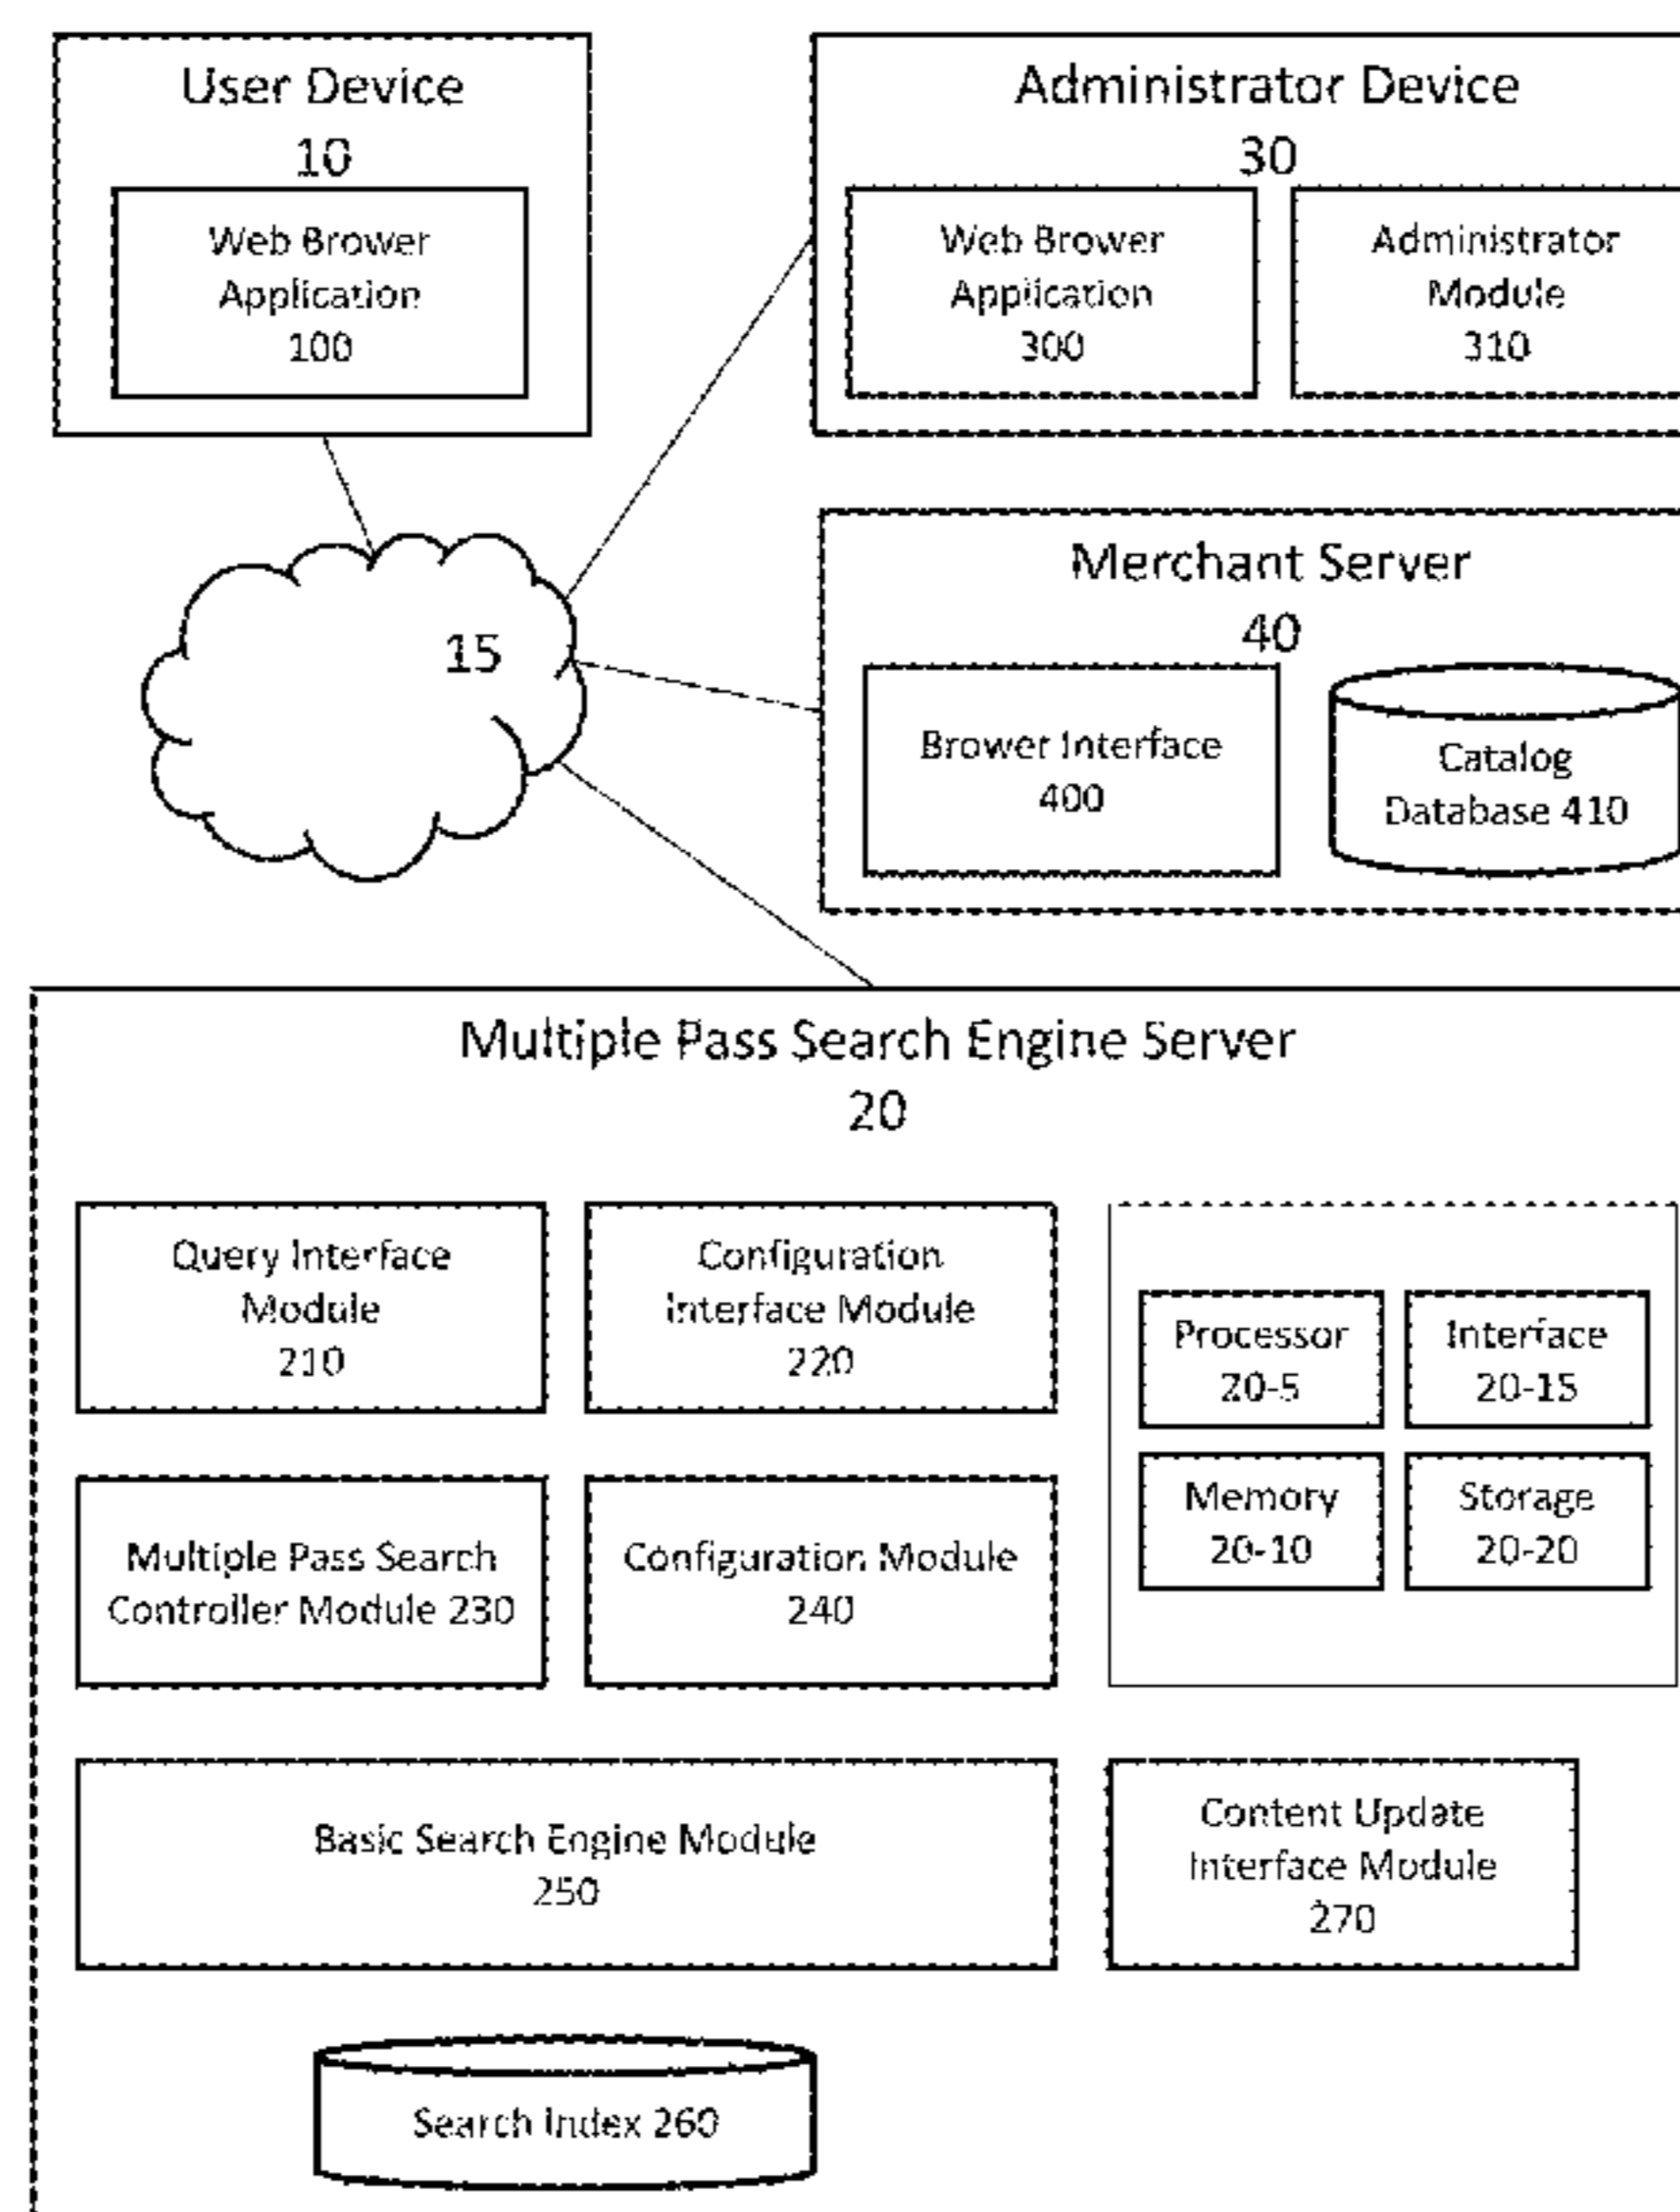 User Device
10
Web Brower
Application
100
Administrator Device
30
Web Brower
Application
300
Administrator
Module
310
15
Merchant Server
40
Brower Interface
400
Catalog
Database 410
Multiple Pass Search Engine Server
20
Query Interface
Module
210
Configuration
Interface Module
220
Processor
20-5
Interface
20-15
Memory
20-10
Storage
20-20
Multiple Pass Search
Controller Module 230
Configuration Module
240
Basic Search Engine Module
250
Content Update
Interface Module
270
Search Index 260